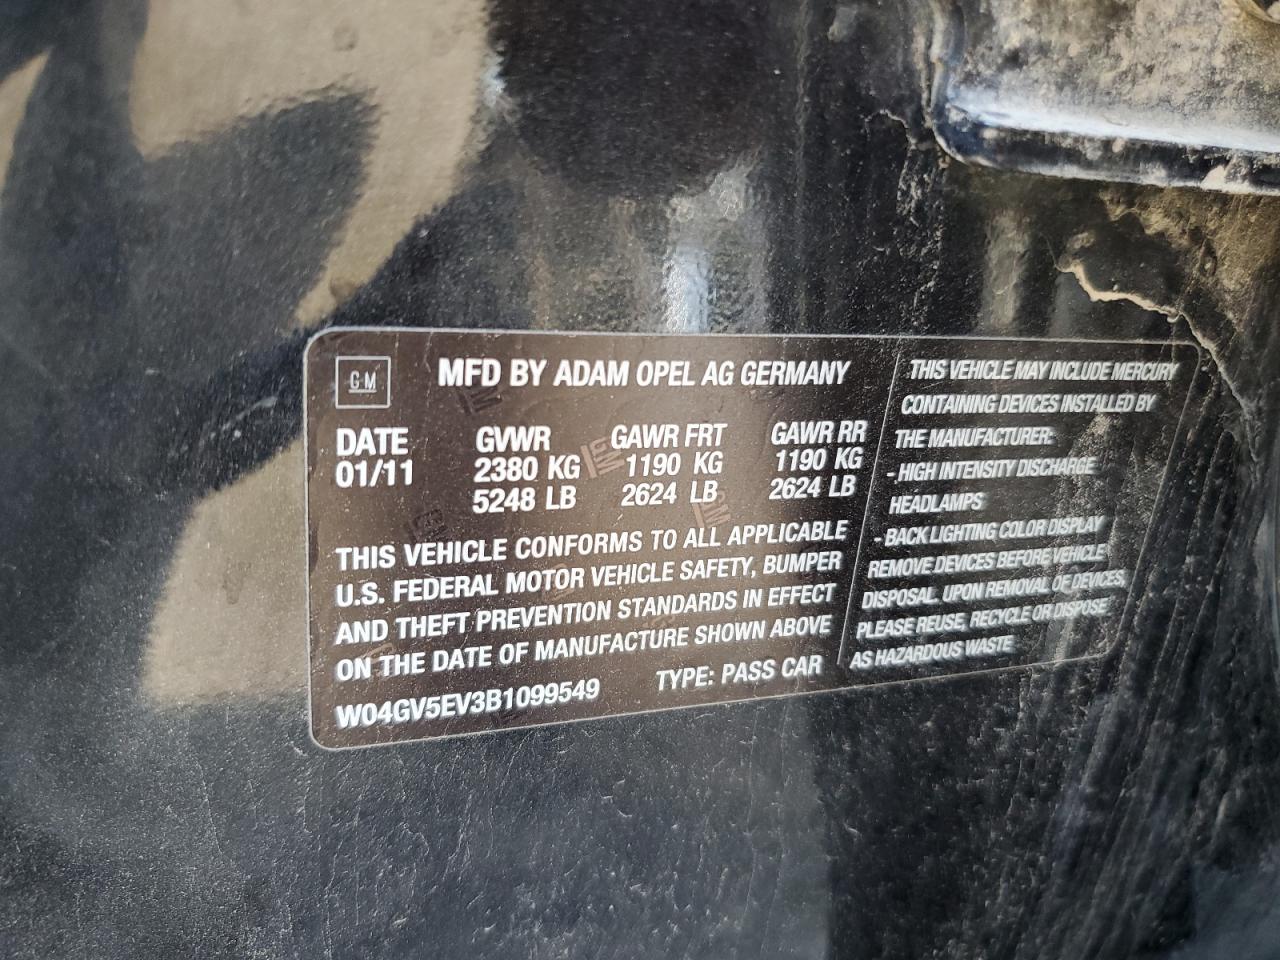 GM
MFD BY ADAM OPEL AG GERMANY
DATE GVWR GAWR FRT GAWR RR
01/11 2380 KG 1190 KG 1190 KG
5248 LB 2624 LB 2624 LB
THIS VEHICLE CONFORMS TO ALL APPLICABLE
U.S. FEDERAL MOTOR VEHICLE SAFETY, BUMPER
AND THEFT PREVENTION STANDARDS IN EFFECT
ON THE DATE OF MANUFACTURE SHOWN ABOVE
W04GV5EV3B1099549 TYPE: PASS CAR
THIS VEHICLE MAY INCLUDE MERCURY
CONTAINING DEVICES INSTALLED BY
THE MANUFACTURER:
- HIGH INTENSITY DISCHARGE
HEADLAMPS
- BACK LIGHTING COLOR DISPLAY
REMOVE DEVICES BEFORE VEHICLE
DISPOSAL. UPON REMOVAL OF DEVICES,
PLEASE REUSE, RECYCLE OR DISPOSE
AS HAZARDOUS WASTE